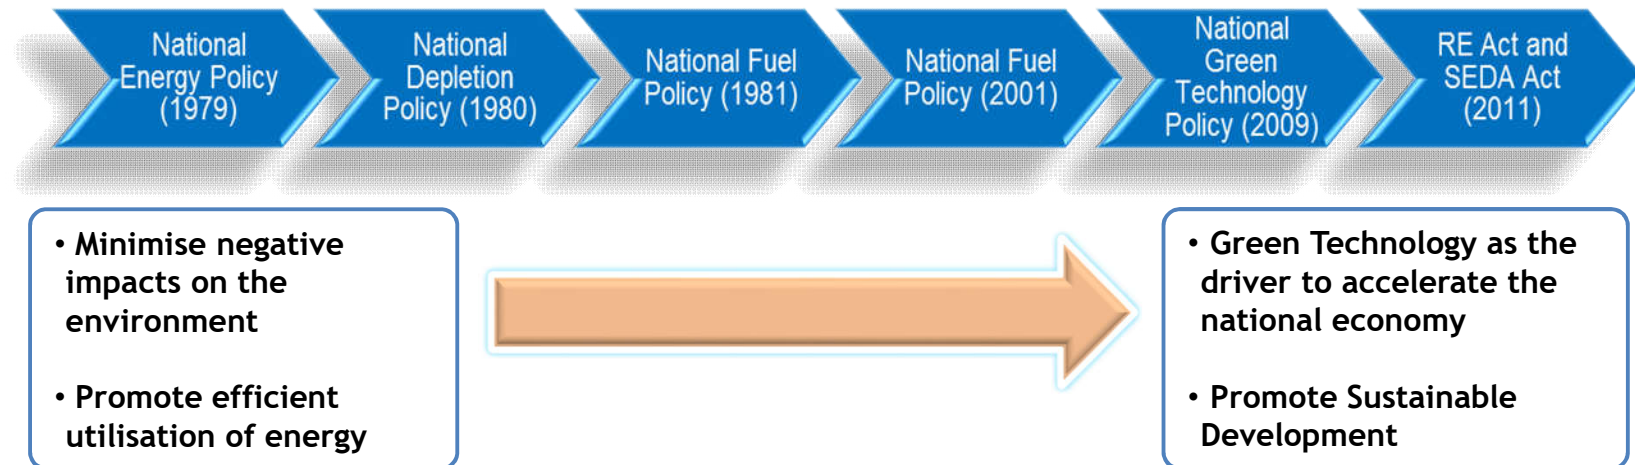 National
Energy Policy
(1979)
National
Depletion
Policy (1980)
National Fuel
Policy (1981)
National Fuel
Policy (2001)
National
Green
Technology
Policy (2009)
RE Act and
SEDA Act
(2011)
• Minimise negative
impacts on the
environment
• Promote efficient
utilisation of energy
• Green Technology as the
driver to accelerate the
national economy
• Promote Sustainable
Development